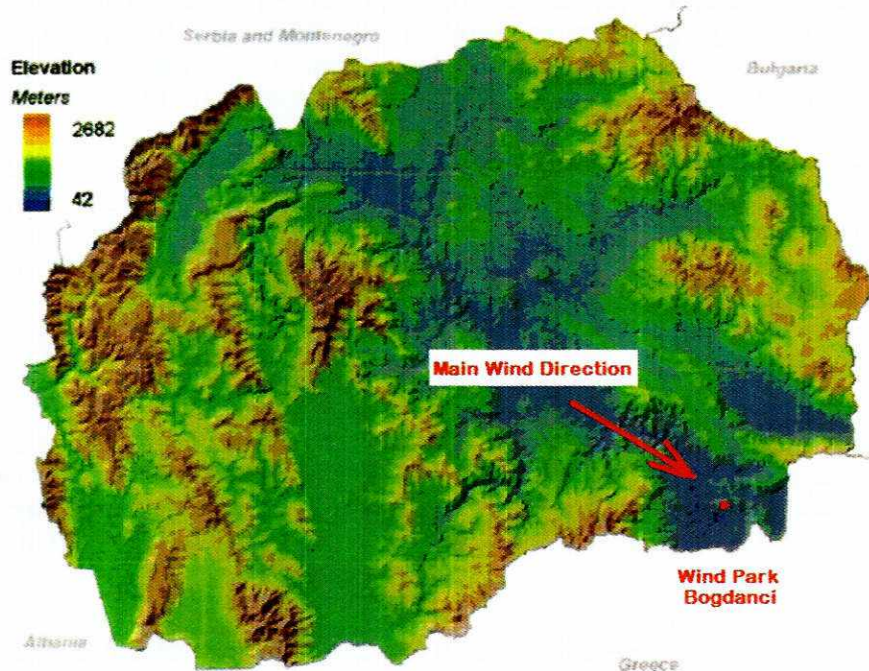 Serbia and Montenegro
Elevation
Meters
2682
42
Bulgaria
Main Wind Direction
Wind Park
Bogdanci
Albania
Greece